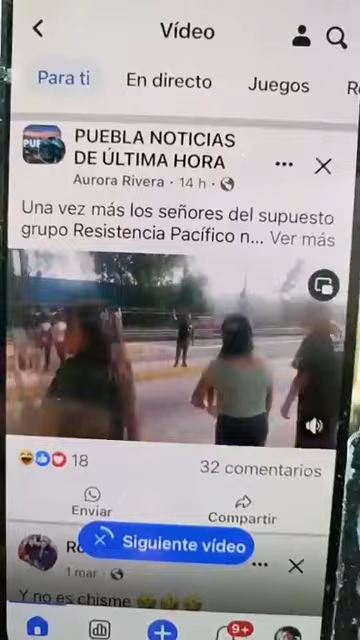 Vídeo
Para ti
En directo
Juegos
PUEBLA NOTICIAS
DE ÚLTIMA HORA
Aurora Rivera · 14 h ·
Una vez más los señores del supuesto
grupo Resistencia Pacífico n... Ver más
18
32 comentarios
Enviar
Compartir
Siguiente vídeo
1 mar ·
Y no es chisme
9+